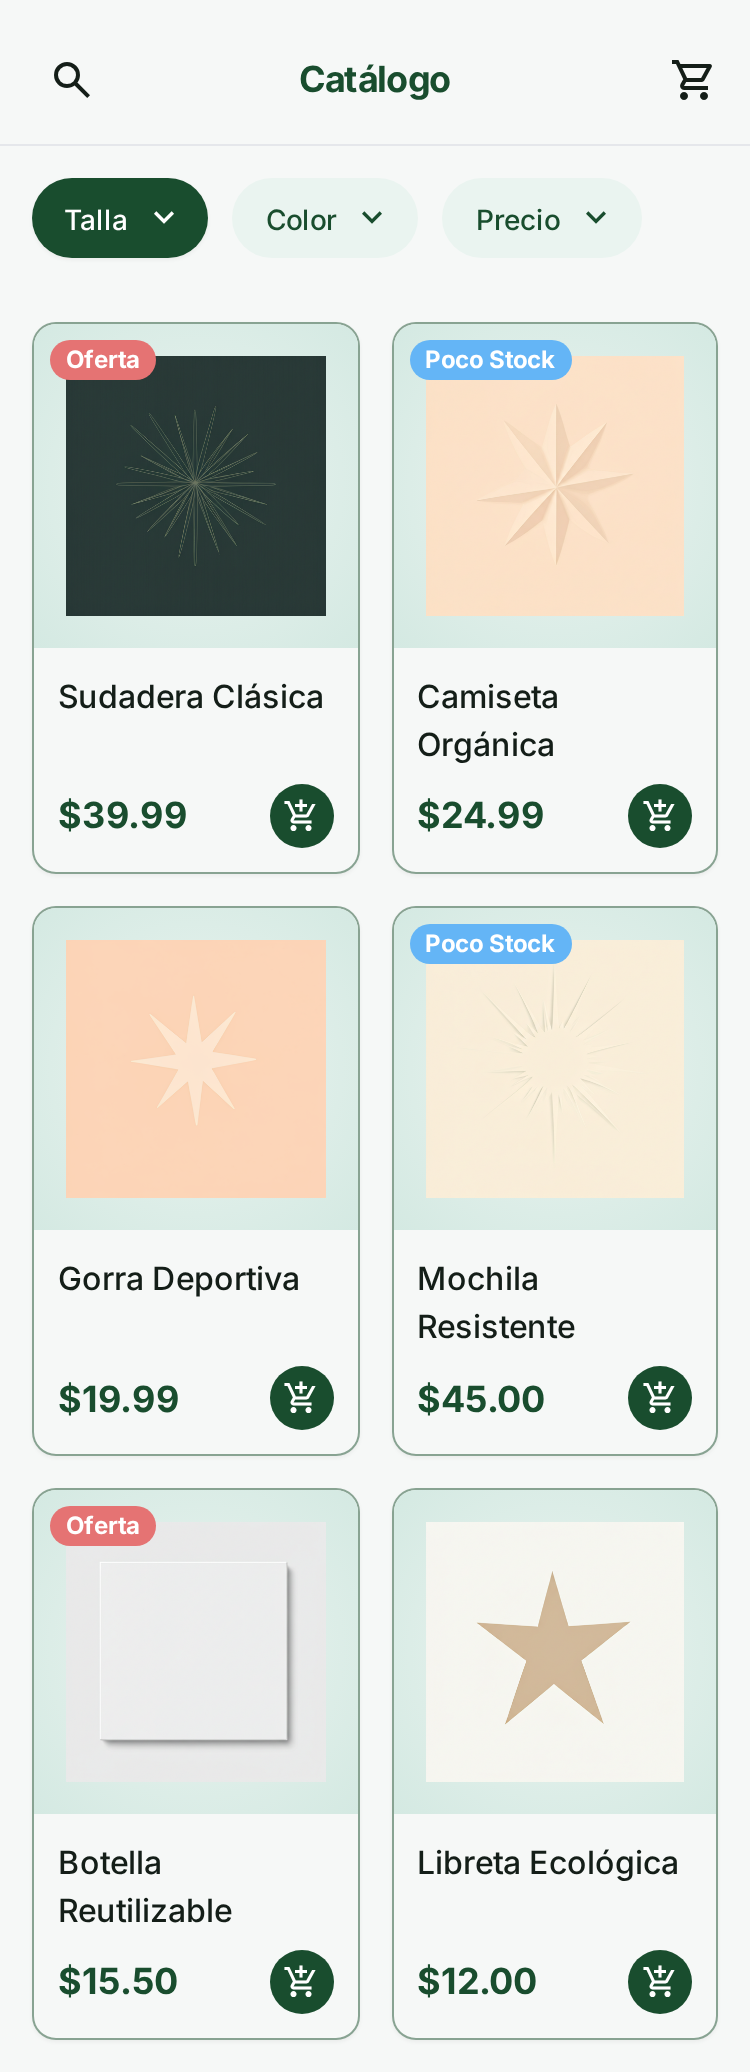 Catálogo
Talla
Color
Precio
Oferta
Poco Stock
Sudadera Clásica
$39.99
Camiseta
Orgánica
$24.99
Gorra Deportiva
$19.99
Poco Stock
Mochila
Resistente
$45.00
Oferta
Botella
Reutilizable
$15.50
Libreta Ecológica
$12.00